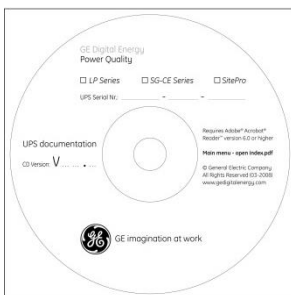 GE Digital Energy
Power Quality
LP Series
SG-CE Series
SitePro
UPS Serial Nr.
UPS documentation
CD Version: V
Requires Adobe® Acrobat®
Reader™ version 6.0 or higher
Main menu - open index.pdf
© General Electric Company
All Rights Reserved (03-2008)
www.gedigitalenergy.com
GE imagination at work